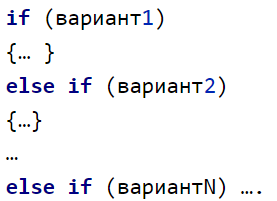 if (вариант1)
{… }
else if (вариант2)
{…}
…
else if (вариантN) ….